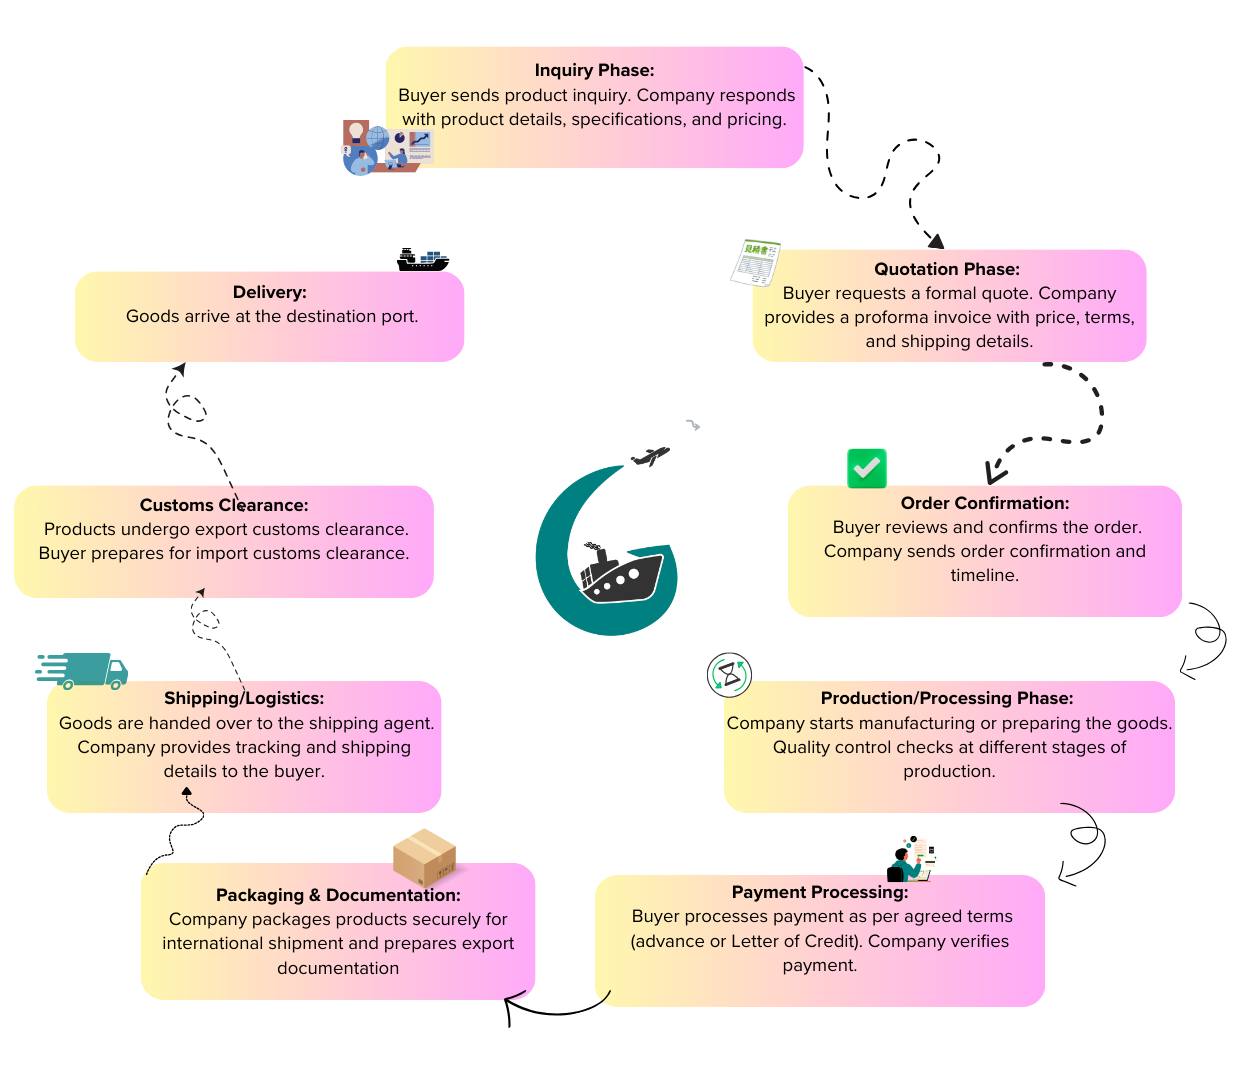 Inquiry Phase:
Buyer sends product inquiry. Company responds
with product details, specifications, and pricing.
見積書
Quotation Phase:
Buyer requests a formal quote. Company
provides a proforma invoice with price, terms,
and shipping details.
Order Confirmation:
Buyer reviews and confirms the order.
Company sends order confirmation and
timeline.
Production/Processing Phase:
Company starts manufacturing or preparing the goods.
Quality control checks at different stages of
production.
Payment Processing:
Buyer processes payment as per agreed terms
(advance or Letter of Credit). Company verifies
payment.
Packaging & Documentation:
Company packages products securely for
international shipment and prepares export
documentation
Shipping/Logistics:
Goods are handed over to the shipping agent.
Company provides tracking and shipping
details to the buyer.
Customs Clearance:
Products undergo export customs clearance.
Buyer prepares for import customs clearance.
Delivery:
Goods arrive at the destination port.